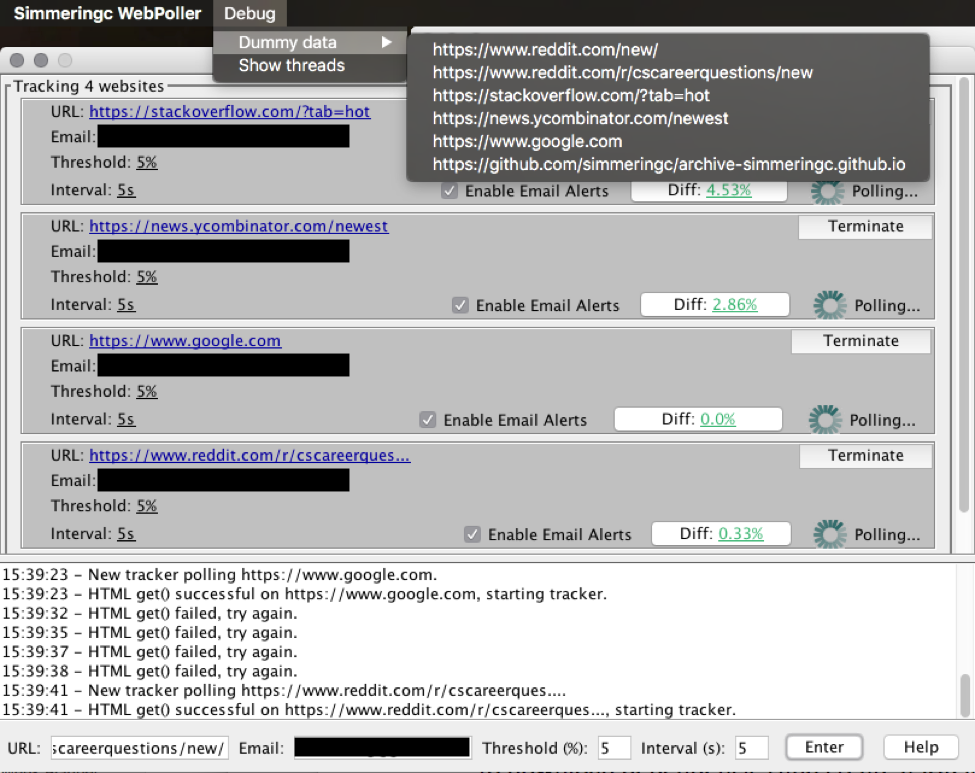 Simmeringc WebPoller Debug
Dummy data
Show threads
https://www.reddit.com/new/
https://www.reddit.com/r/cscareerquestions/new
https://stackoverflow.com/?tab=hot
https://news.ycombinator.com/newest
https://www.google.com
https://github.com/simmeringc/archive-simmeringc.github.io
Tracking 4 websites
URL: https://stackoverflow.com/?tab=hot
Email:
Threshold: 5%
Interval: 5s Enable Email Alerts Diff: 4.53% Polling...
URL: https://news.ycombinator.com/newest Terminate
Email:
Threshold: 5%
Interval: 5s Enable Email Alerts Diff: 2.86% Polling...
URL: https://www.google.com Terminate
Email:
Threshold: 5%
Interval: 5s Enable Email Alerts Diff: 0.0% Polling...
URL: https://www.reddit.com/r/cscareerques... Terminate
Email:
Threshold: 5%
Interval: 5s Enable Email Alerts Diff: 0.33% Polling...
15:39:23 – New tracker polling https://www.google.com.
15:39:23 – HTML get() successful on https://www.google.com, starting tracker.
15:39:32 – HTML get() failed, try again.
15:39:35 – HTML get() failed, try again.
15:39:37 – HTML get() failed, try again.
15:39:38 – HTML get() failed, try again.
15:39:41 – New tracker polling https://www.reddit.com/r/cscareerques....
15:39:41 – HTML get() successful on https://www.reddit.com/r/cscareerques..., starting tracker.
URL: scareerquestions/new/ Email: Threshold (%): 5 Interval (s): 5 Enter Help